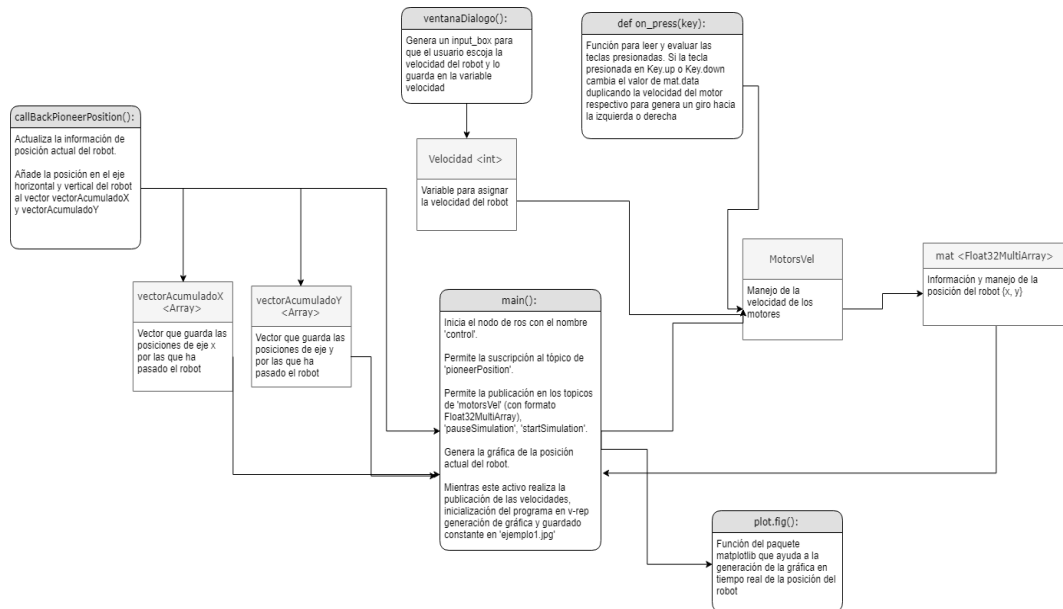 ventanaDialogo():
Genera un input_box para
que el usuario escoja la
velocidad del robot y lo
guarda en la variable
velocidad
def on_press(key):
Función para leer y evaluar las
teclas presionadas. Si la tecla
presionada en Key.up o Key.down
cambia el valor de mat.data
duplicando la velocidad del motor
respectivo para genera un giro hacia
la izquierda o derecha
callBackPioneerPosition():
Actualiza la información de
posición actual del robot.
Añade la posición en el eje
horizontal y vertical del robot
al vector vectorAcumuladoX
y vectorAcumuladoY
Velocidad <int>
Variable para asignar
la velocidad del robot
MotorsVel
Manejo de la
velocidad de los
motores
mat <Float32MultiArray>
Información y manejo de la
posición del robot {x, y}
vectorAcumuladoX
<Array>
Vector que guarda las
posiciones de eje x
por las que ha
pasado el robot
vectorAcumuladoY
<Array>
Vector que guarda las
posiciones de eje y
por las que ha
pasado el robot
main():
Inicia el nodo de ros con el nombre
'control'.
Permite la suscripción al tópico de
'pioneerPosition'.
Permite la publicación en los topicos
de 'motorsVel' (con formato
Float32MultiArray),
'pauseSimulation', 'startSimulation'.
Genera la gráfica de la posición
actual del robot.
Mientras este activo realiza la
publicación de las velocidades,
inicialización del programa en v-rep
generación de gráfica y guardado
constante en 'ejemplo1.jpg'
plot.fig():
Función del paquete
matplotlib que ayuda a la
generación de la gráfica en
tiempo real de la posición del
robot